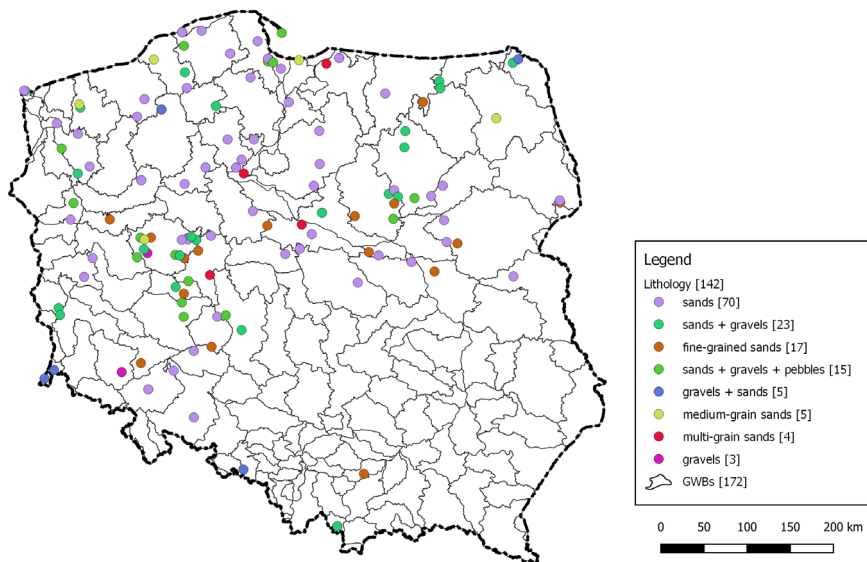 Legend
Lithology [142]
sands [70]
sands + gravels [23]
fine-grained sands [17]
sands + gravels + pebbles [15]
gravels + sands [5]
medium-grain sands [5]
multi-grain sands [4]
gravels [3]
GWBs [172]
0 50 100 150 200 km